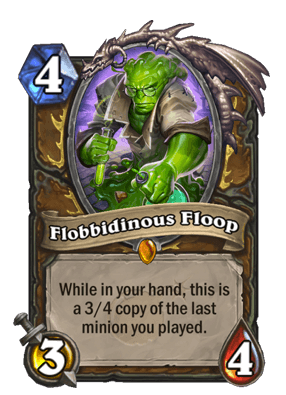 4
Flobbidinous Floop
While in your hand, this is
a 3/4 copy of the last
minion you played.
3
4